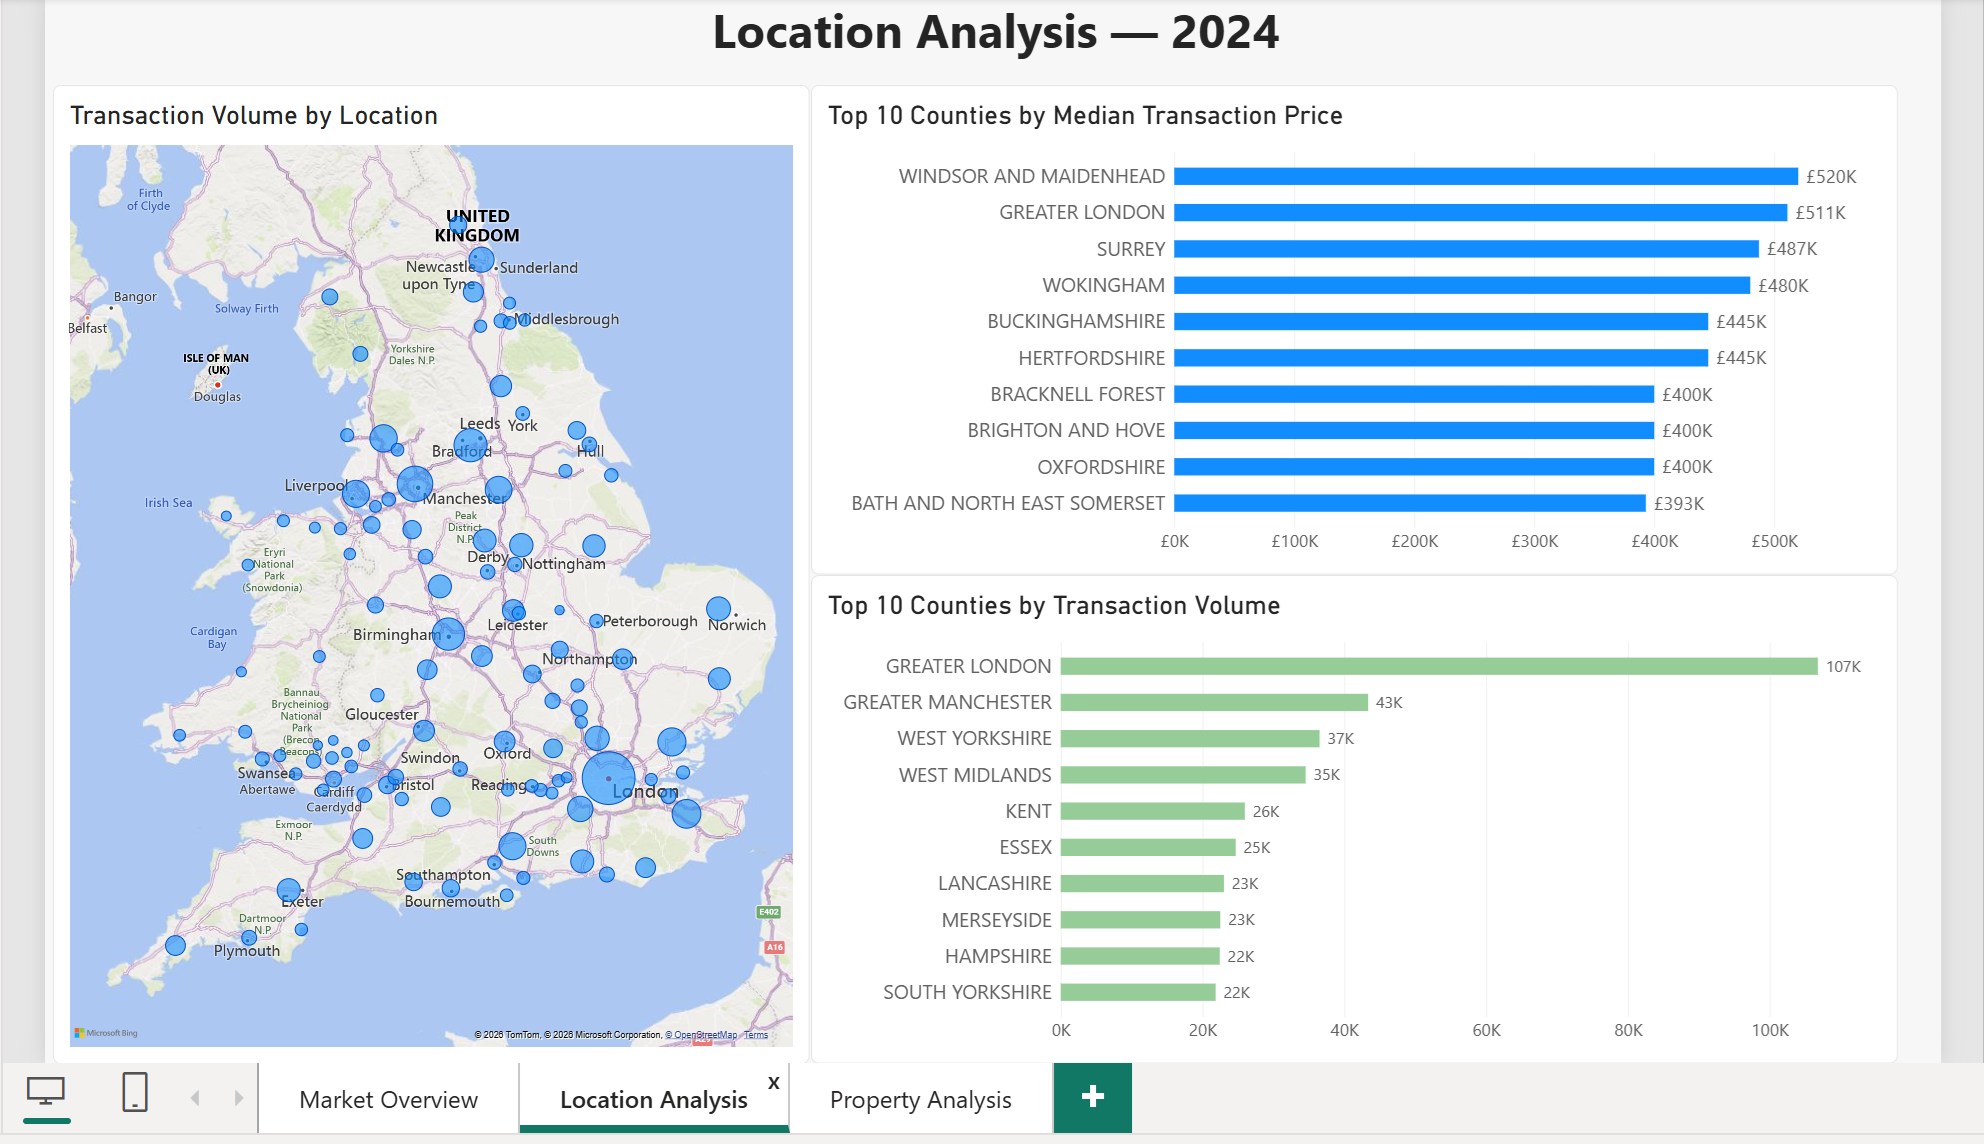 Location Analysis — 2024
Transaction Volume by Location
Firth
of Clyde
UNITED
KINGDOM
Newcastle
upon Tyne
Sunderland
Bangor
Solway Firth
Belfast
Middlesbrough
ISLE OF MAN
(UK)
Douglas
Yorkshire
Dales N.P.
Leeds
York
Bradford
Hull
Liverpool
Manchester
Irish Sea
Peak
District
N.P.
Eryri
National
Park
(Snowdonia)
Derby
Nottingham
Leicester
Peterborough
Norwich
Cardigan
Bay
Birmingham
Northampton
Bannau
Brycheiniog
National
Park
(Brecon
Beacons)
Gloucester
Oxford
Swindon
Swansea
Abertawe
Cardiff
Caerdydd
Bristol
Reading
London
Exmoor
N.P.
South
Downs
Southampton
Bournemouth
Exeter
Dartmoor
N.P.
Plymouth
E402
A16
Microsoft Bing
© 2026 TomTom, © 2026 Microsoft Corporation, © OpenStreetMap Terms
Top 10 Counties by Median Transaction Price
WINDSOR AND MAIDENHEAD £520K
GREATER LONDON £511K
SURREY £487K
WOKINGHAM £480K
BUCKINGHAMSHIRE £445K
HERTFORDSHIRE £445K
BRACKNELL FOREST £400K
BRIGHTON AND HOVE £400K
OXFORDSHIRE £400K
BATH AND NORTH EAST SOMERSET £393K
£0K £100K £200K £300K £400K £500K
Top 10 Counties by Transaction Volume
GREATER LONDON 107K
GREATER MANCHESTER 43K
WEST YORKSHIRE 37K
WEST MIDLANDS 35K
KENT 26K
ESSEX 25K
LANCASHIRE 23K
MERSEYSIDE 23K
HAMPSHIRE 22K
SOUTH YORKSHIRE 22K
0K 20K 40K 60K 80K 100K
Market Overview
Location Analysis
x
Property Analysis
+